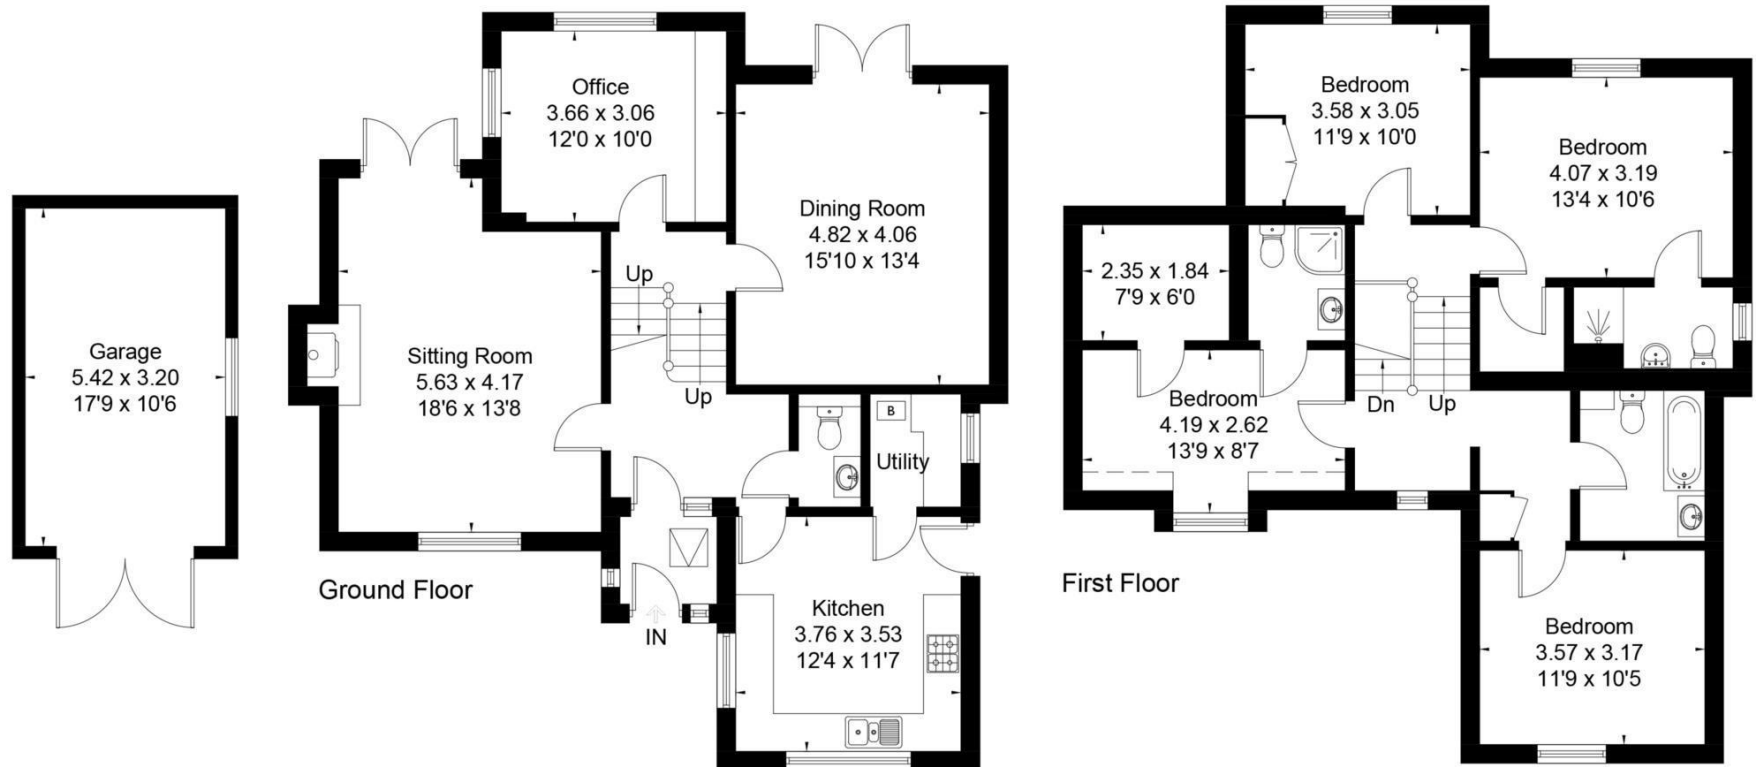 Garage
5.42 x 3.20
17'9 x 10'6
Office
3.66 x 3.06
12'0 x 10'0
Dining Room
4.82 x 4.06
15'10 x 13'4
Up
Up
Sitting Room
5.63 x 4.17
18'6 x 13'8
B
Utility
Kitchen
3.76 x 3.53
12'4 x 11'7
IN
Ground Floor
Bedroom
3.58 x 3.05
11'9 x 10'0
Bedroom
4.07 x 3.19
13'4 x 10'6
2.35 x 1.84
7'9 x 6'0
Bedroom
4.19 x 2.62
13'9 x 8'7
Dn
Up
Bedroom
3.57 x 3.17
11'9 x 10'5
First Floor